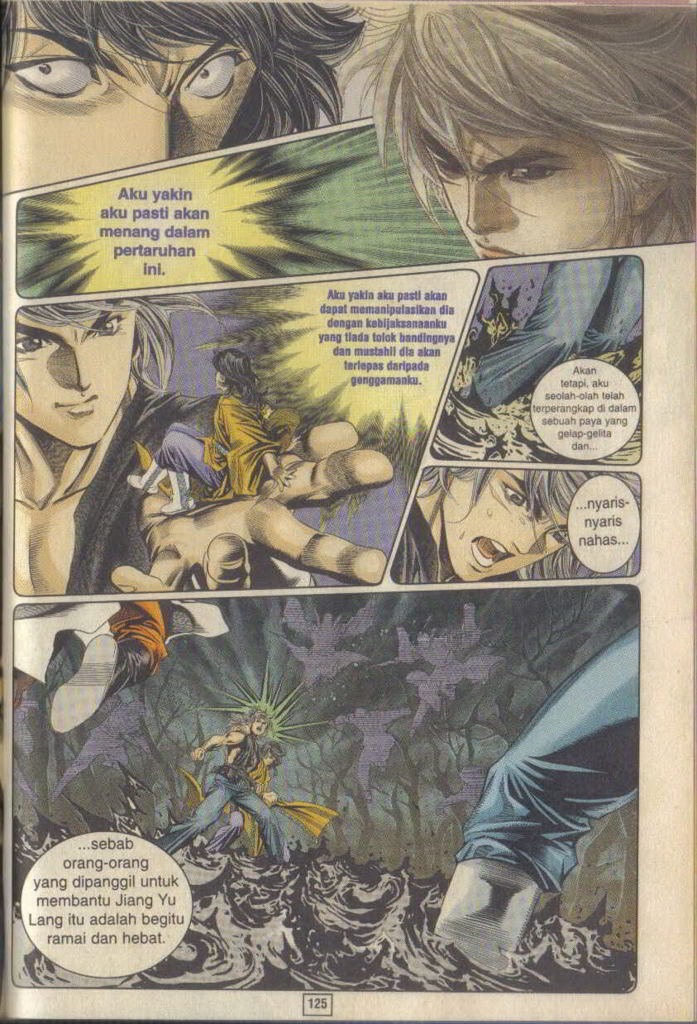 Aku yakin
aku pasti akan
menang dalam
pertaruhan
ini.
Aku yakin aku pasti akan
dapat memanipulasikan dia
dengan kebijaksanaanku
yang tiada tolok bandingnya
dan mustahil dia akan
terlepas daripada
genggamanku.
Akan
tetapi, aku
seolah-olah telah
terperangkap di dalam
sebuah paya yang
gelap-gelita
dan...
...nyaris-
nyaris
nahas...
...sebab
orang-orang
yang dipanggil untuk
membantu Jiang Yu
Lang itu adalah begitu
ramai dan hebat.
125